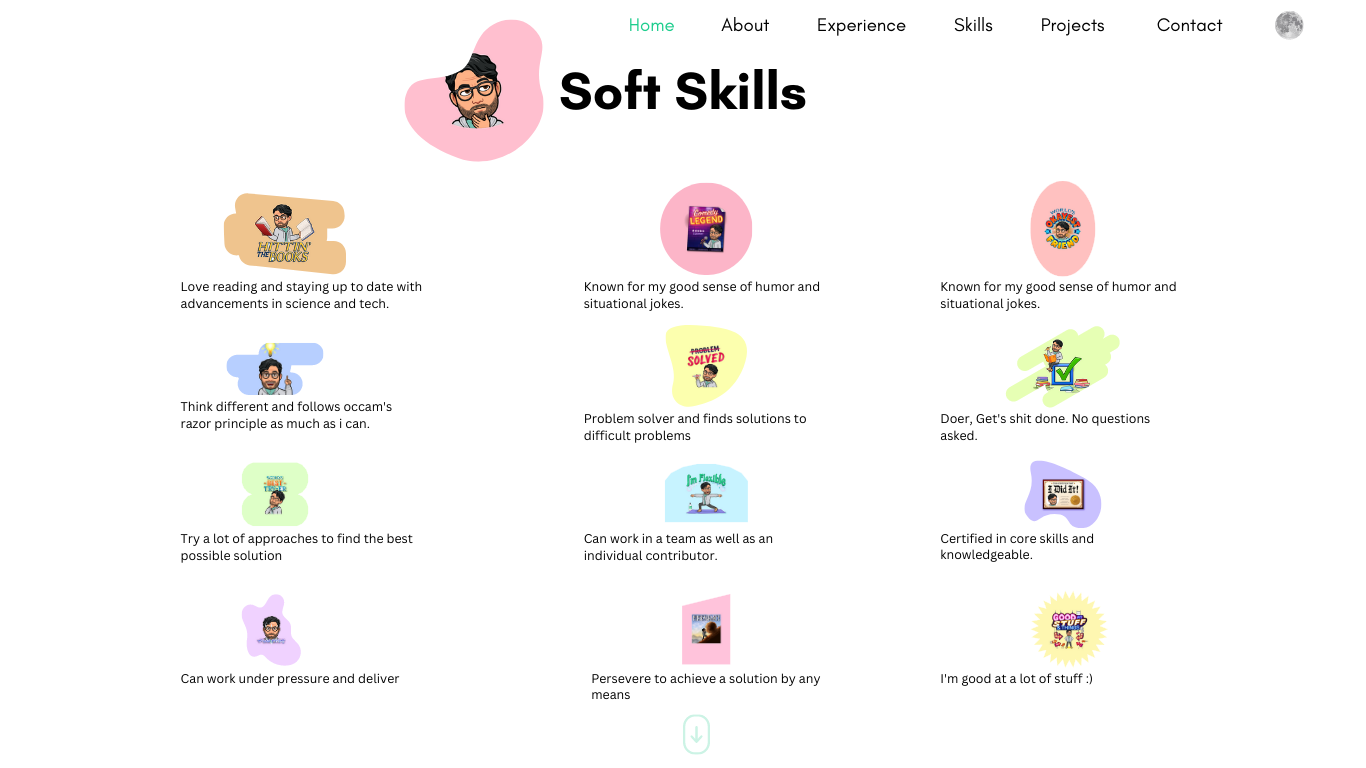 Home About Experience Skills Projects Contact
Soft Skills
HITTIN'
THE BOOKS
Love reading and staying up to date with
advancements in science and tech.
Comedy
LEGEND
Known for my good sense of humor and
situational jokes.
WORLD'S
FRIEND
Known for my good sense of humor and
situational jokes.
Think different and follows occam's
razor principle as much as i can.
PROBLEM
SOLVED
Problem solver and finds solutions to
difficult problems
Doer, Get's shit done. No questions
asked.
BEST
Try a lot of approaches to find the best
possible solution
I'm Flexible
Can work in a team as well as an
individual contributor.
I Did It!
Certified in core skills and
knowledgeable.
Can work under pressure and deliver
Persevere to achieve a solution by any
means
GOOD
STUFF
I'm good at a lot of stuff :)